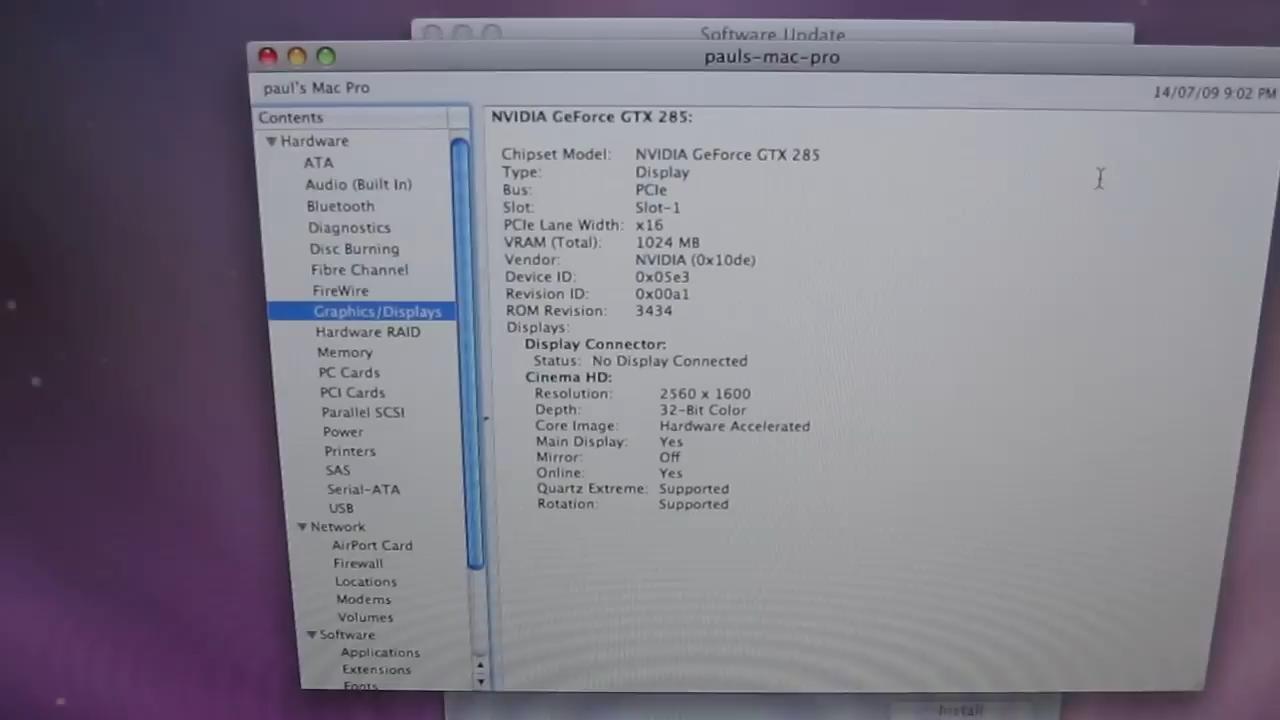 Software Update
pauls-mac-pro
paul's Mac Pro
14/07/09 9:02 PM
Contents
Hardware
ATA
Audio (Built In)
Bluetooth
Diagnostics
Disc Burning
Fibre Channel
FireWire
Graphics/Displays
Hardware RAID
Memory
PC Cards
PCI Cards
Parallel SCSI
Power
Printers
SAS
Serial-ATA
USB
Network
AirPort Card
Firewall
Locations
Modems
Volumes
Software
Applications
Extensions
Fonts
NVIDIA GeForce GTX 285:
Chipset Model: NVIDIA GeForce GTX 285
Type: Display
Bus: PCIe
Slot: Slot-1
PCIe Lane Width: x16
VRAM (Total): 1024 MB
Vendor: NVIDIA (0x10de)
Device ID: 0x05e3
Revision ID: 0x00a1
ROM Revision: 3434
Displays:
Display Connector:
Status: No Display Connected
Cinema HD:
Resolution: 2560 x 1600
Depth: 32-Bit Color
Core Image: Hardware Accelerated
Main Display: Yes
Mirror: Off
Online: Yes
Quartz Extreme: Supported
Rotation: Supported
Install